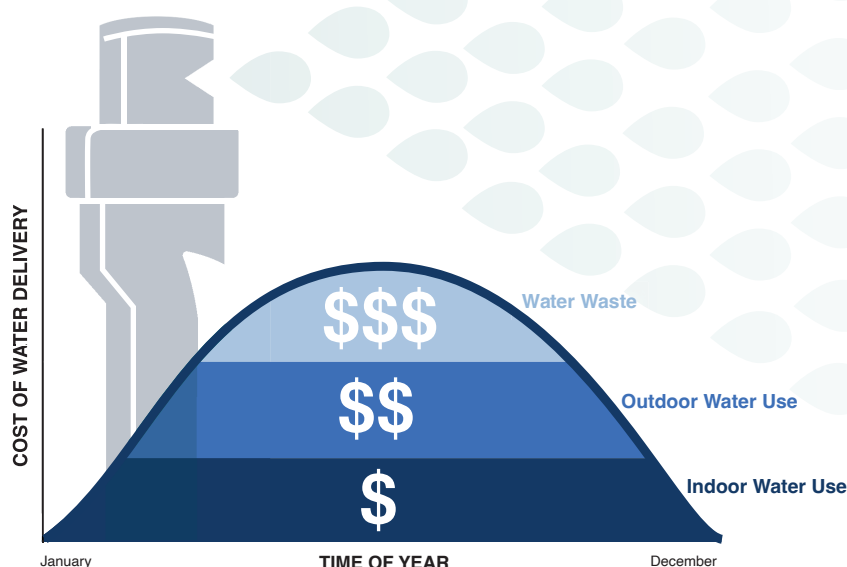 COST OF WATER DELIVERY
$$$
Water Waste
$$
Outdoor Water Use
$
Indoor Water Use
January
TIME OF YEAR
December